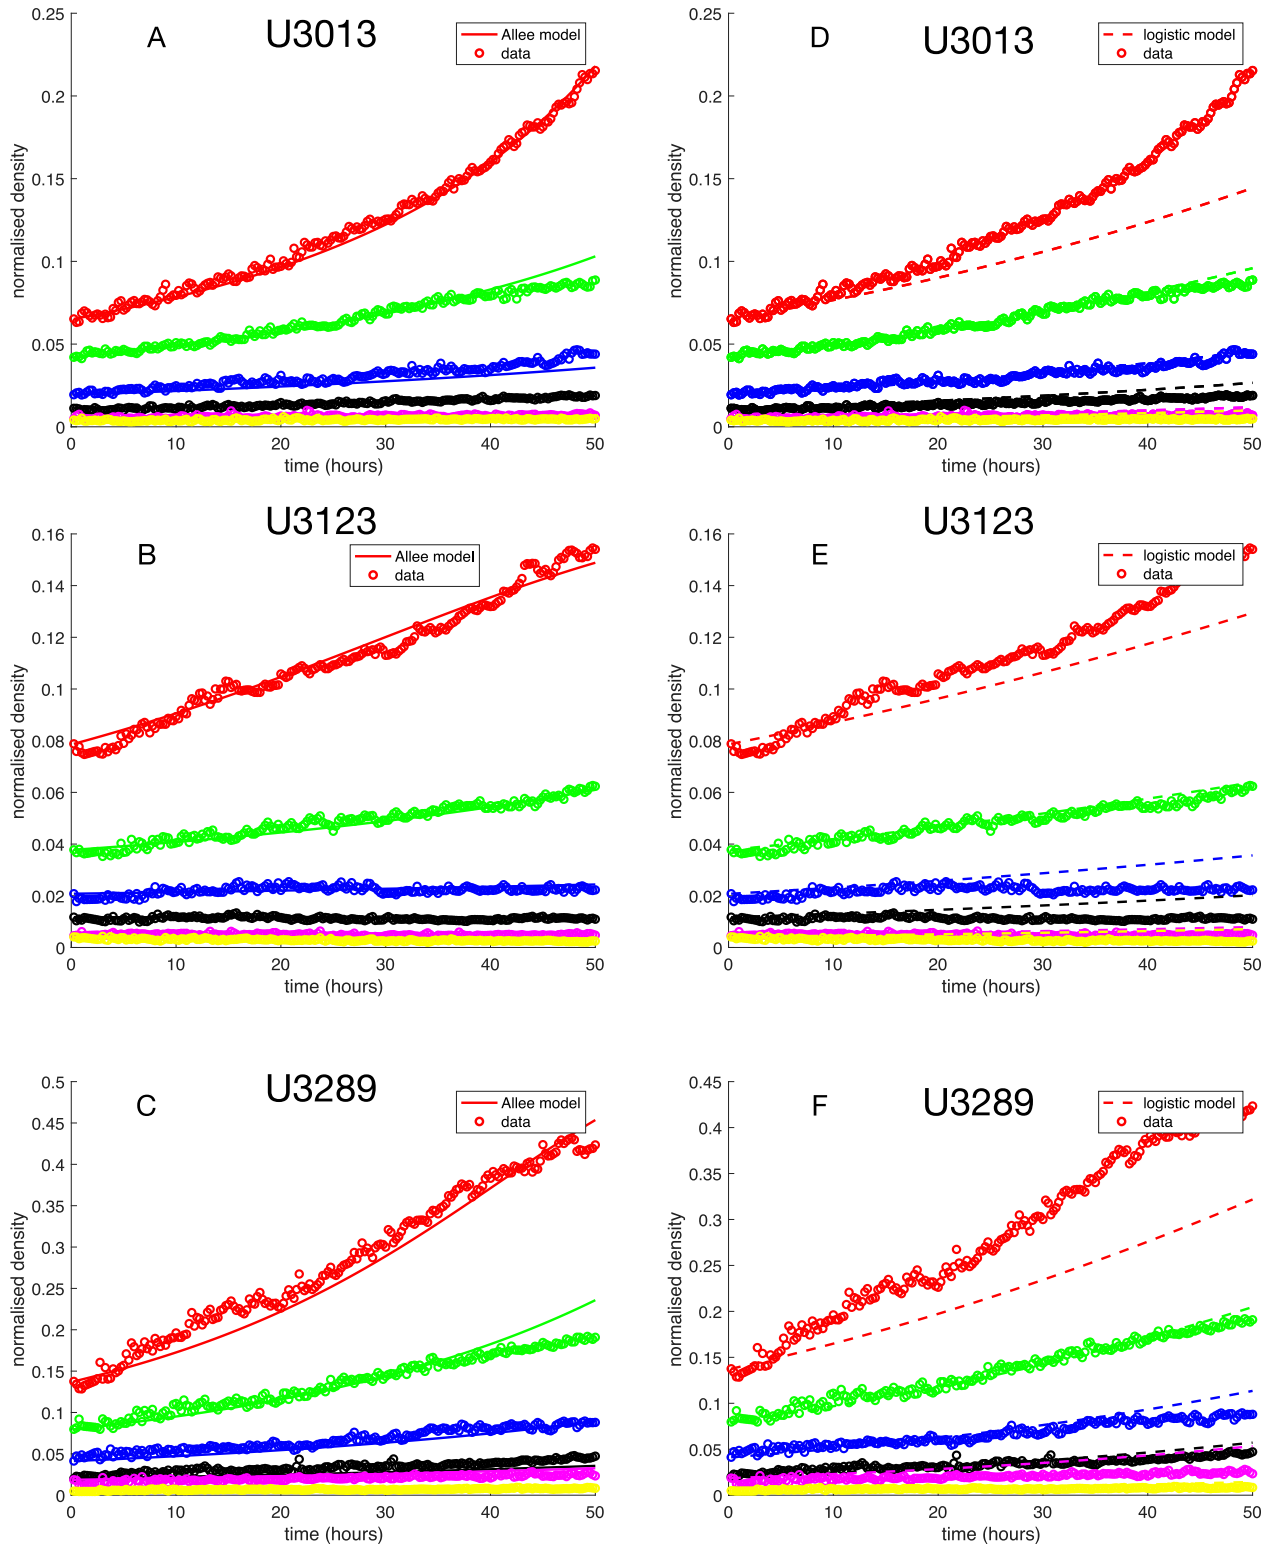 A
U3013
Allee model
data
normalised density
0.25
0.2
0.15
0.1
0.05
0
0 10 20 30 40 50
time (hours)
D
U3013
logistic model
data
normalised density
0.25
0.2
0.15
0.1
0.05
0
0 10 20 30 40 50
time (hours)
B
U3123
Allee model
data
normalised density
0.16
0.14
0.12
0.1
0.08
0.06
0.04
0.02
0
0 10 20 30 40 50
time (hours)
E
U3123
logistic model
data
normalised density
0.16
0.14
0.12
0.1
0.08
0.06
0.04
0.02
0
0 10 20 30 40 50
time (hours)
C
U3289
Allee model
data
normalised density
0.5
0.45
0.4
0.35
0.3
0.25
0.2
0.15
0.1
0.05
0
0 10 20 30 40 50
time (hours)
F
U3289
logistic model
data
normalised density
0.45
0.4
0.35
0.3
0.25
0.2
0.15
0.1
0.05
0
0 10 20 30 40 50
time (hours)